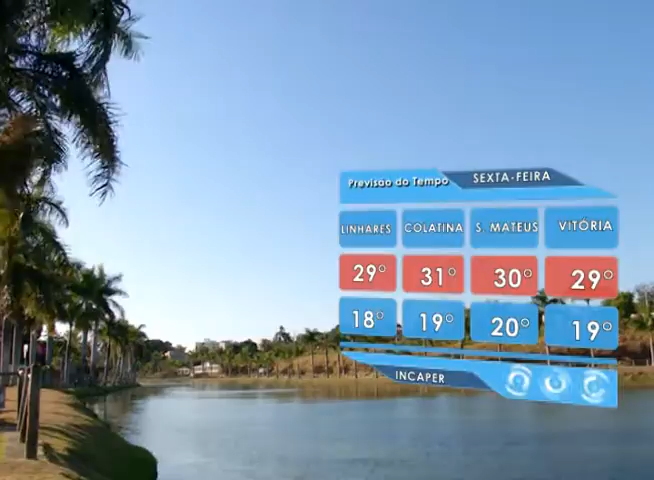 Previsão do Tempo SEXTA-FEIRA
LINHARES COLATINA S. MATEUS VITÓRIA
29° 31° 30° 29°
18° 19° 20° 19°
INCAPER